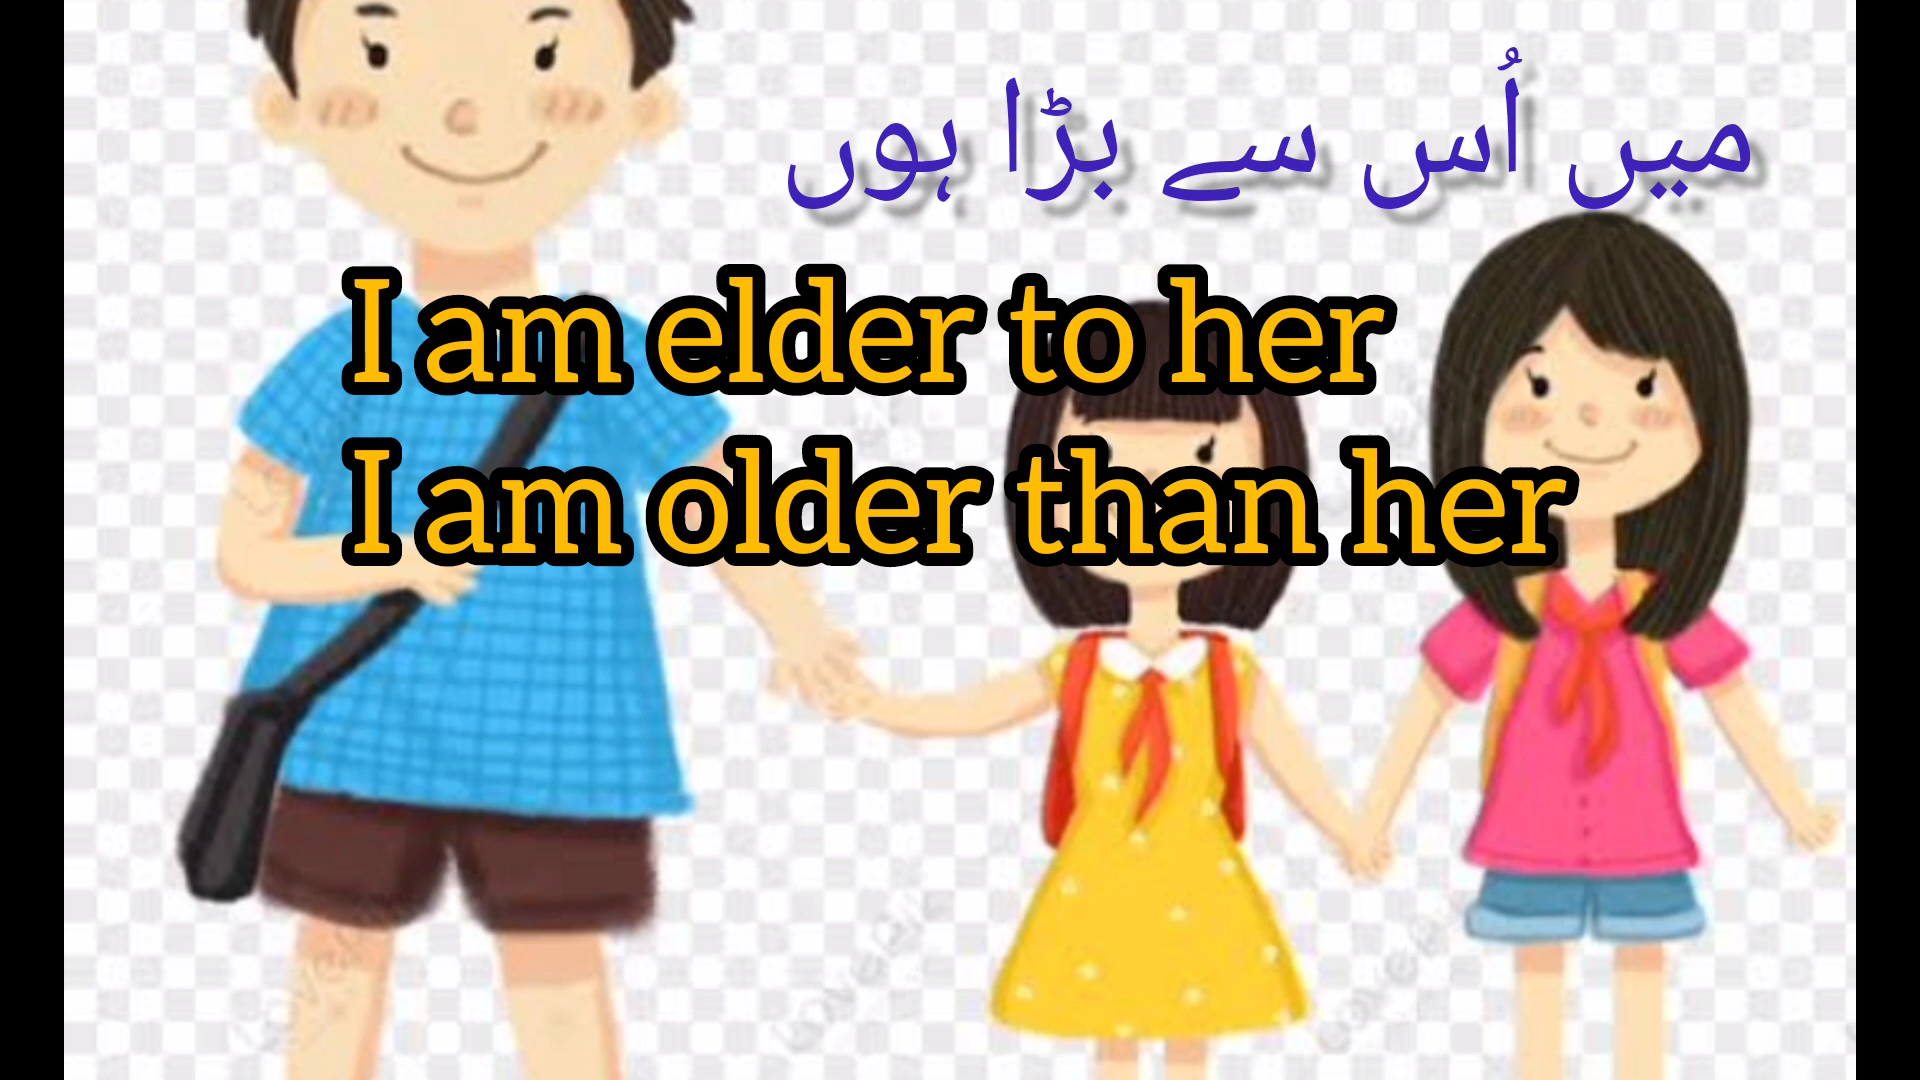 میں اُس سے بڑا ہوں
I am elder to her
I am older than her